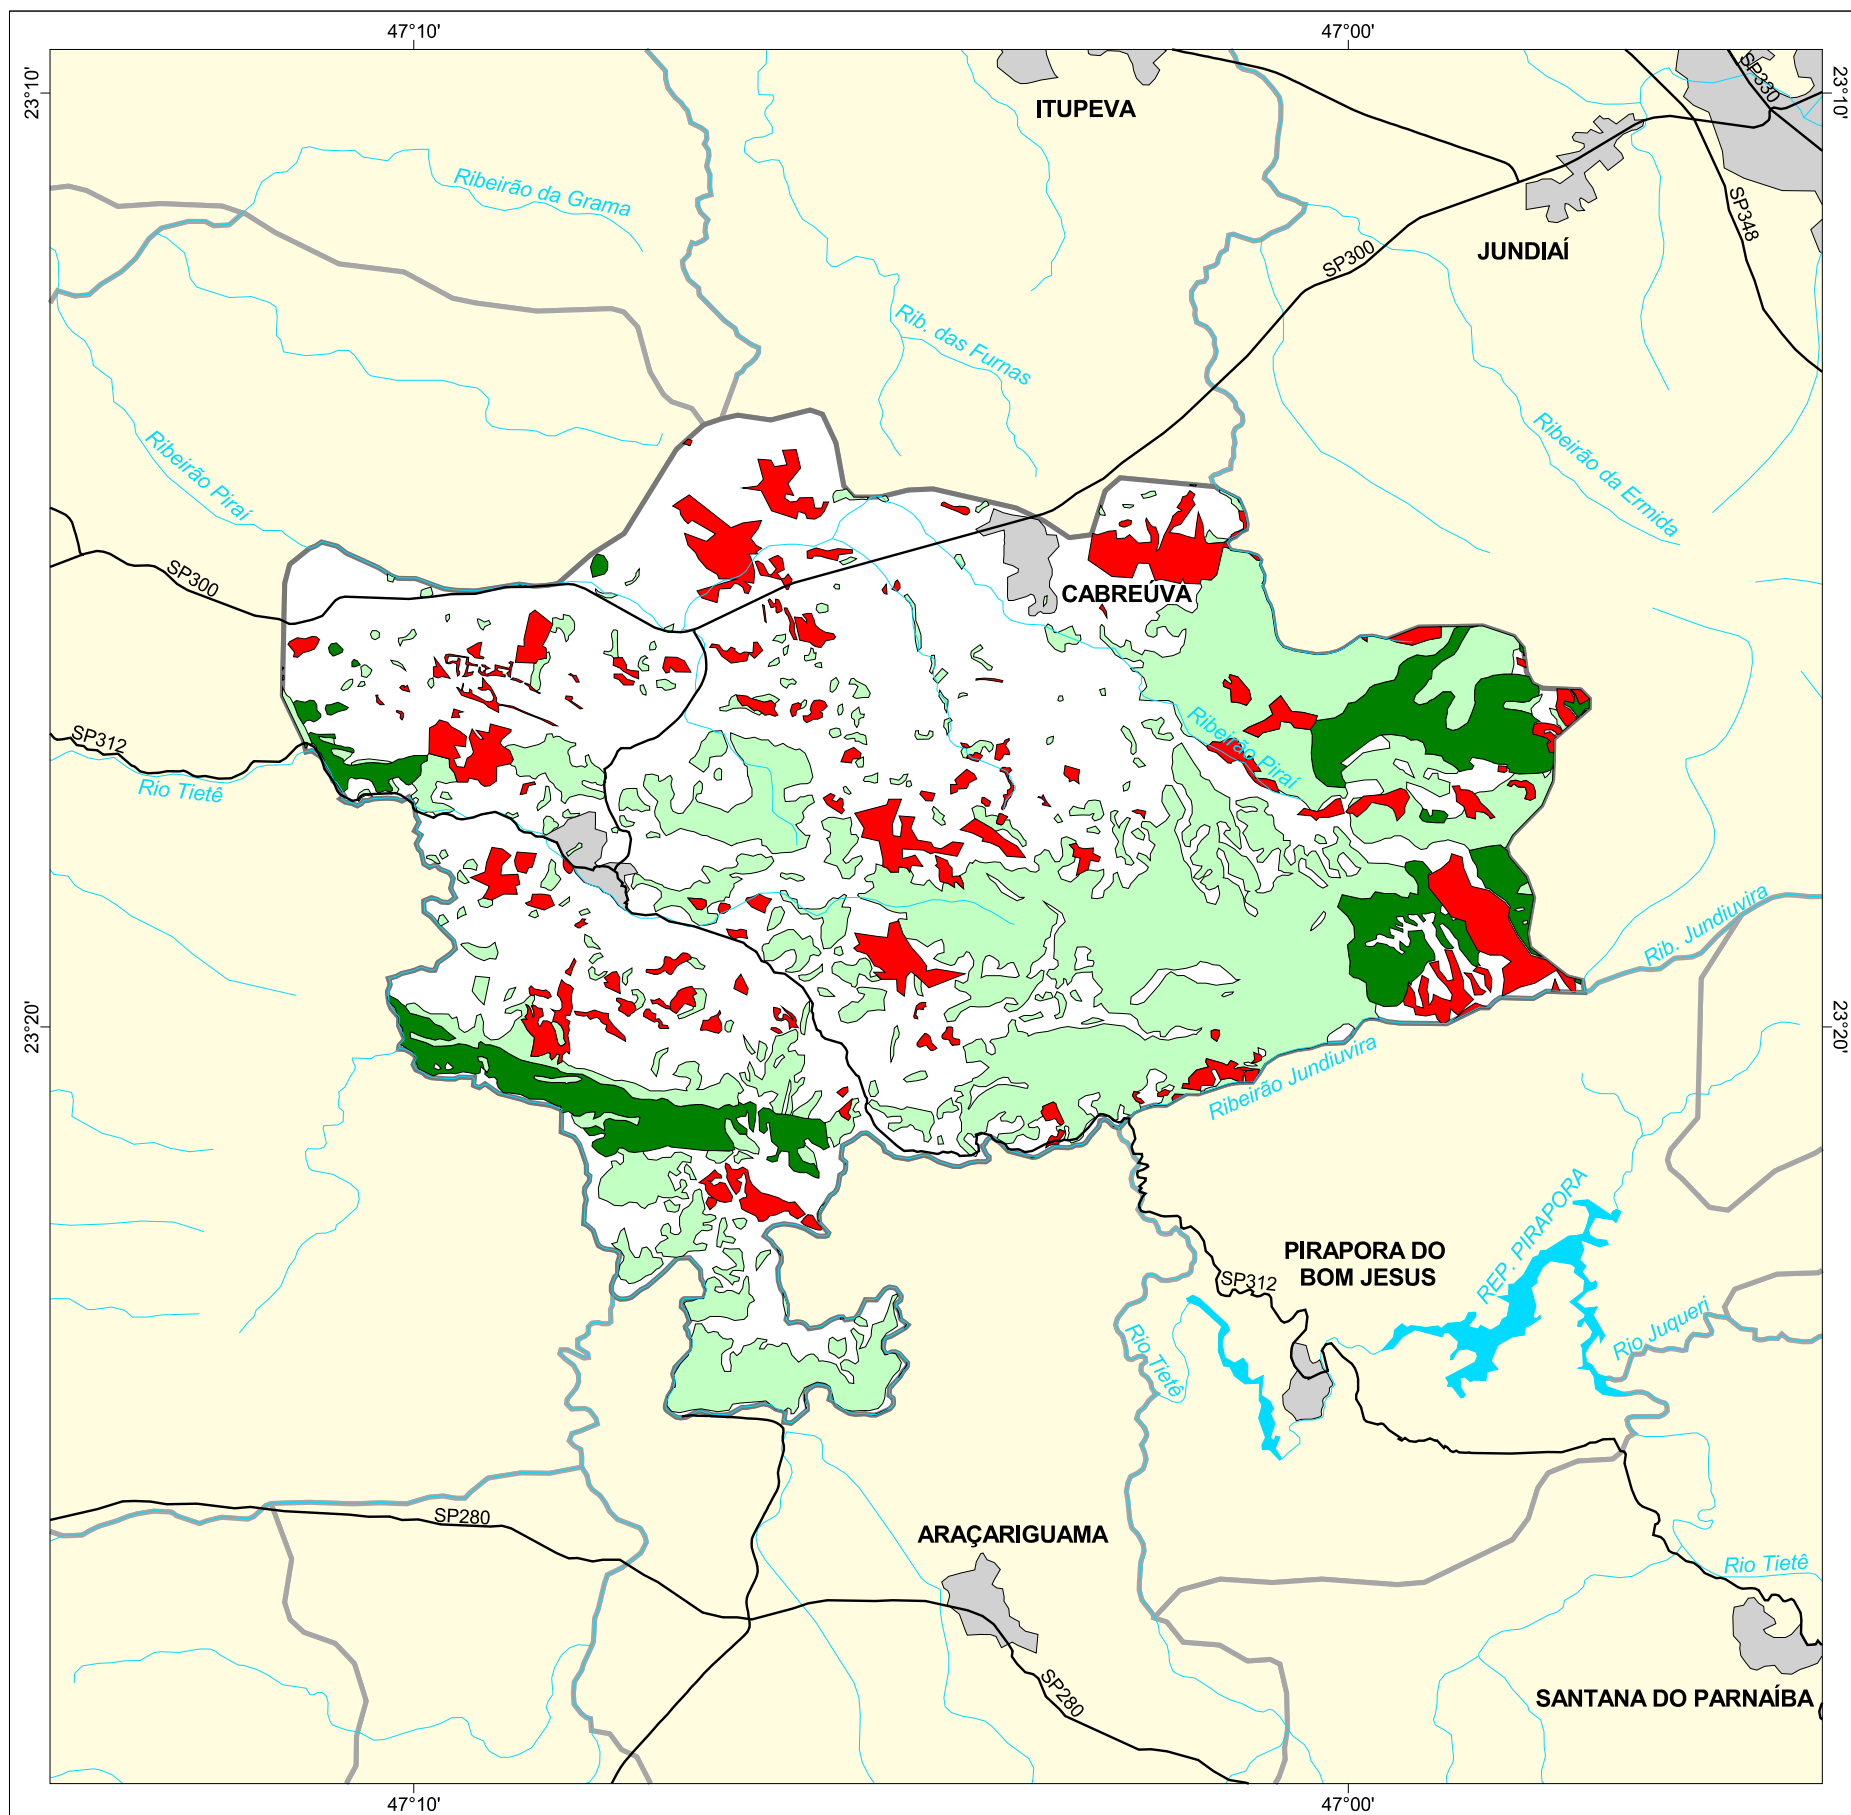 47°10'
47°00'
23°10'
23°10'
SP330
ITUPEVA
Ribeirão da Grama
SP348
JUNDIAÍ
SP300
Rib. das Furnas
Ribeirão Piraí
Ribeirão da Ermida
SP300
CABREÚVA
SP312
Rio Tietê
Ribeirão Piraí
Rib. Jundiuvira
23°20'
23°20'
Ribeirão Jundiuvira
REP. PIRAPORA
PIRAPORA DO
BOM JESUS
SP312
Rio Tietê
Rio Juqueri
SP280
ARAÇARIGUAMA
Rio Tietê
SP280
SANTANA DO PARNAÍBA
47°10'
47°00'